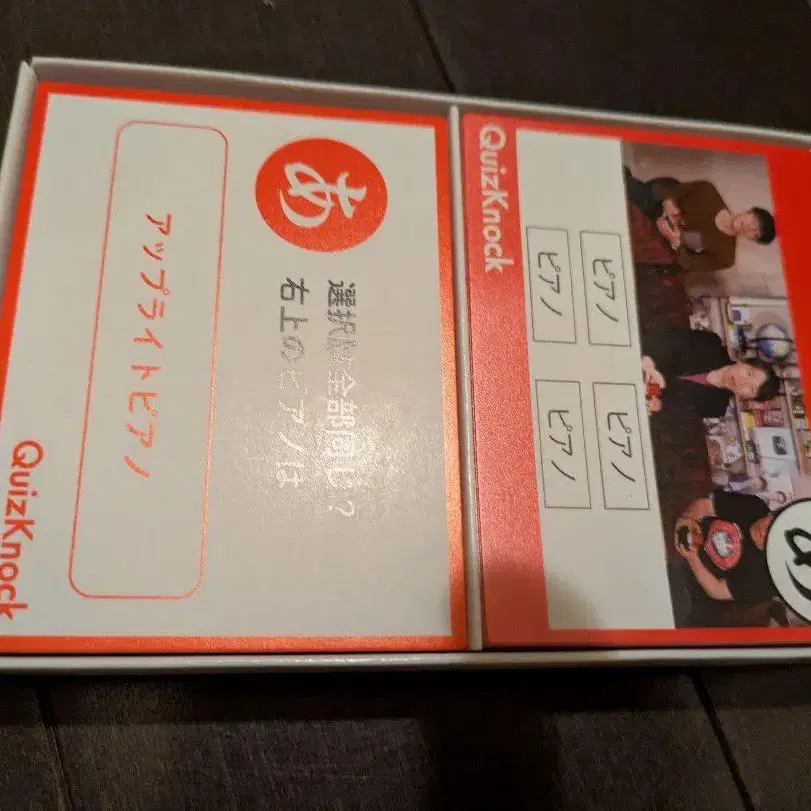 ピアノ
ピアノ
ピアノ
ピアノ
QuizKnock
あ
選択肢全部同じ?
右上のピアノは
アップライトピアノ
QuizKnock